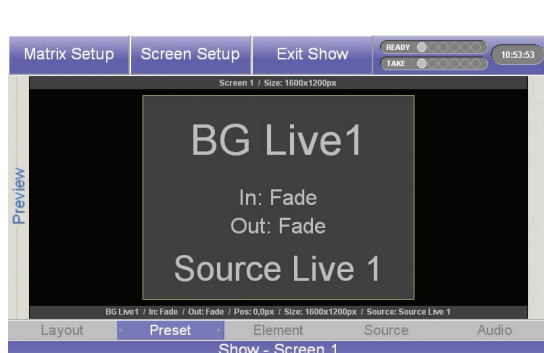 Matrix Setup Screen Setup Exit Show READY TAKE 10:53:53
Screen 1 / Size: 1600x1200px
Preview
BG Live1
In: Fade
Out: Fade
Source Live 1
BG Live1 / In: Fade / Out: Fade / Pos: 0,0px / Size: 1600x1200px / Source: Source Live 1
Layout Preset Element Source Audio
Show - Screen 1